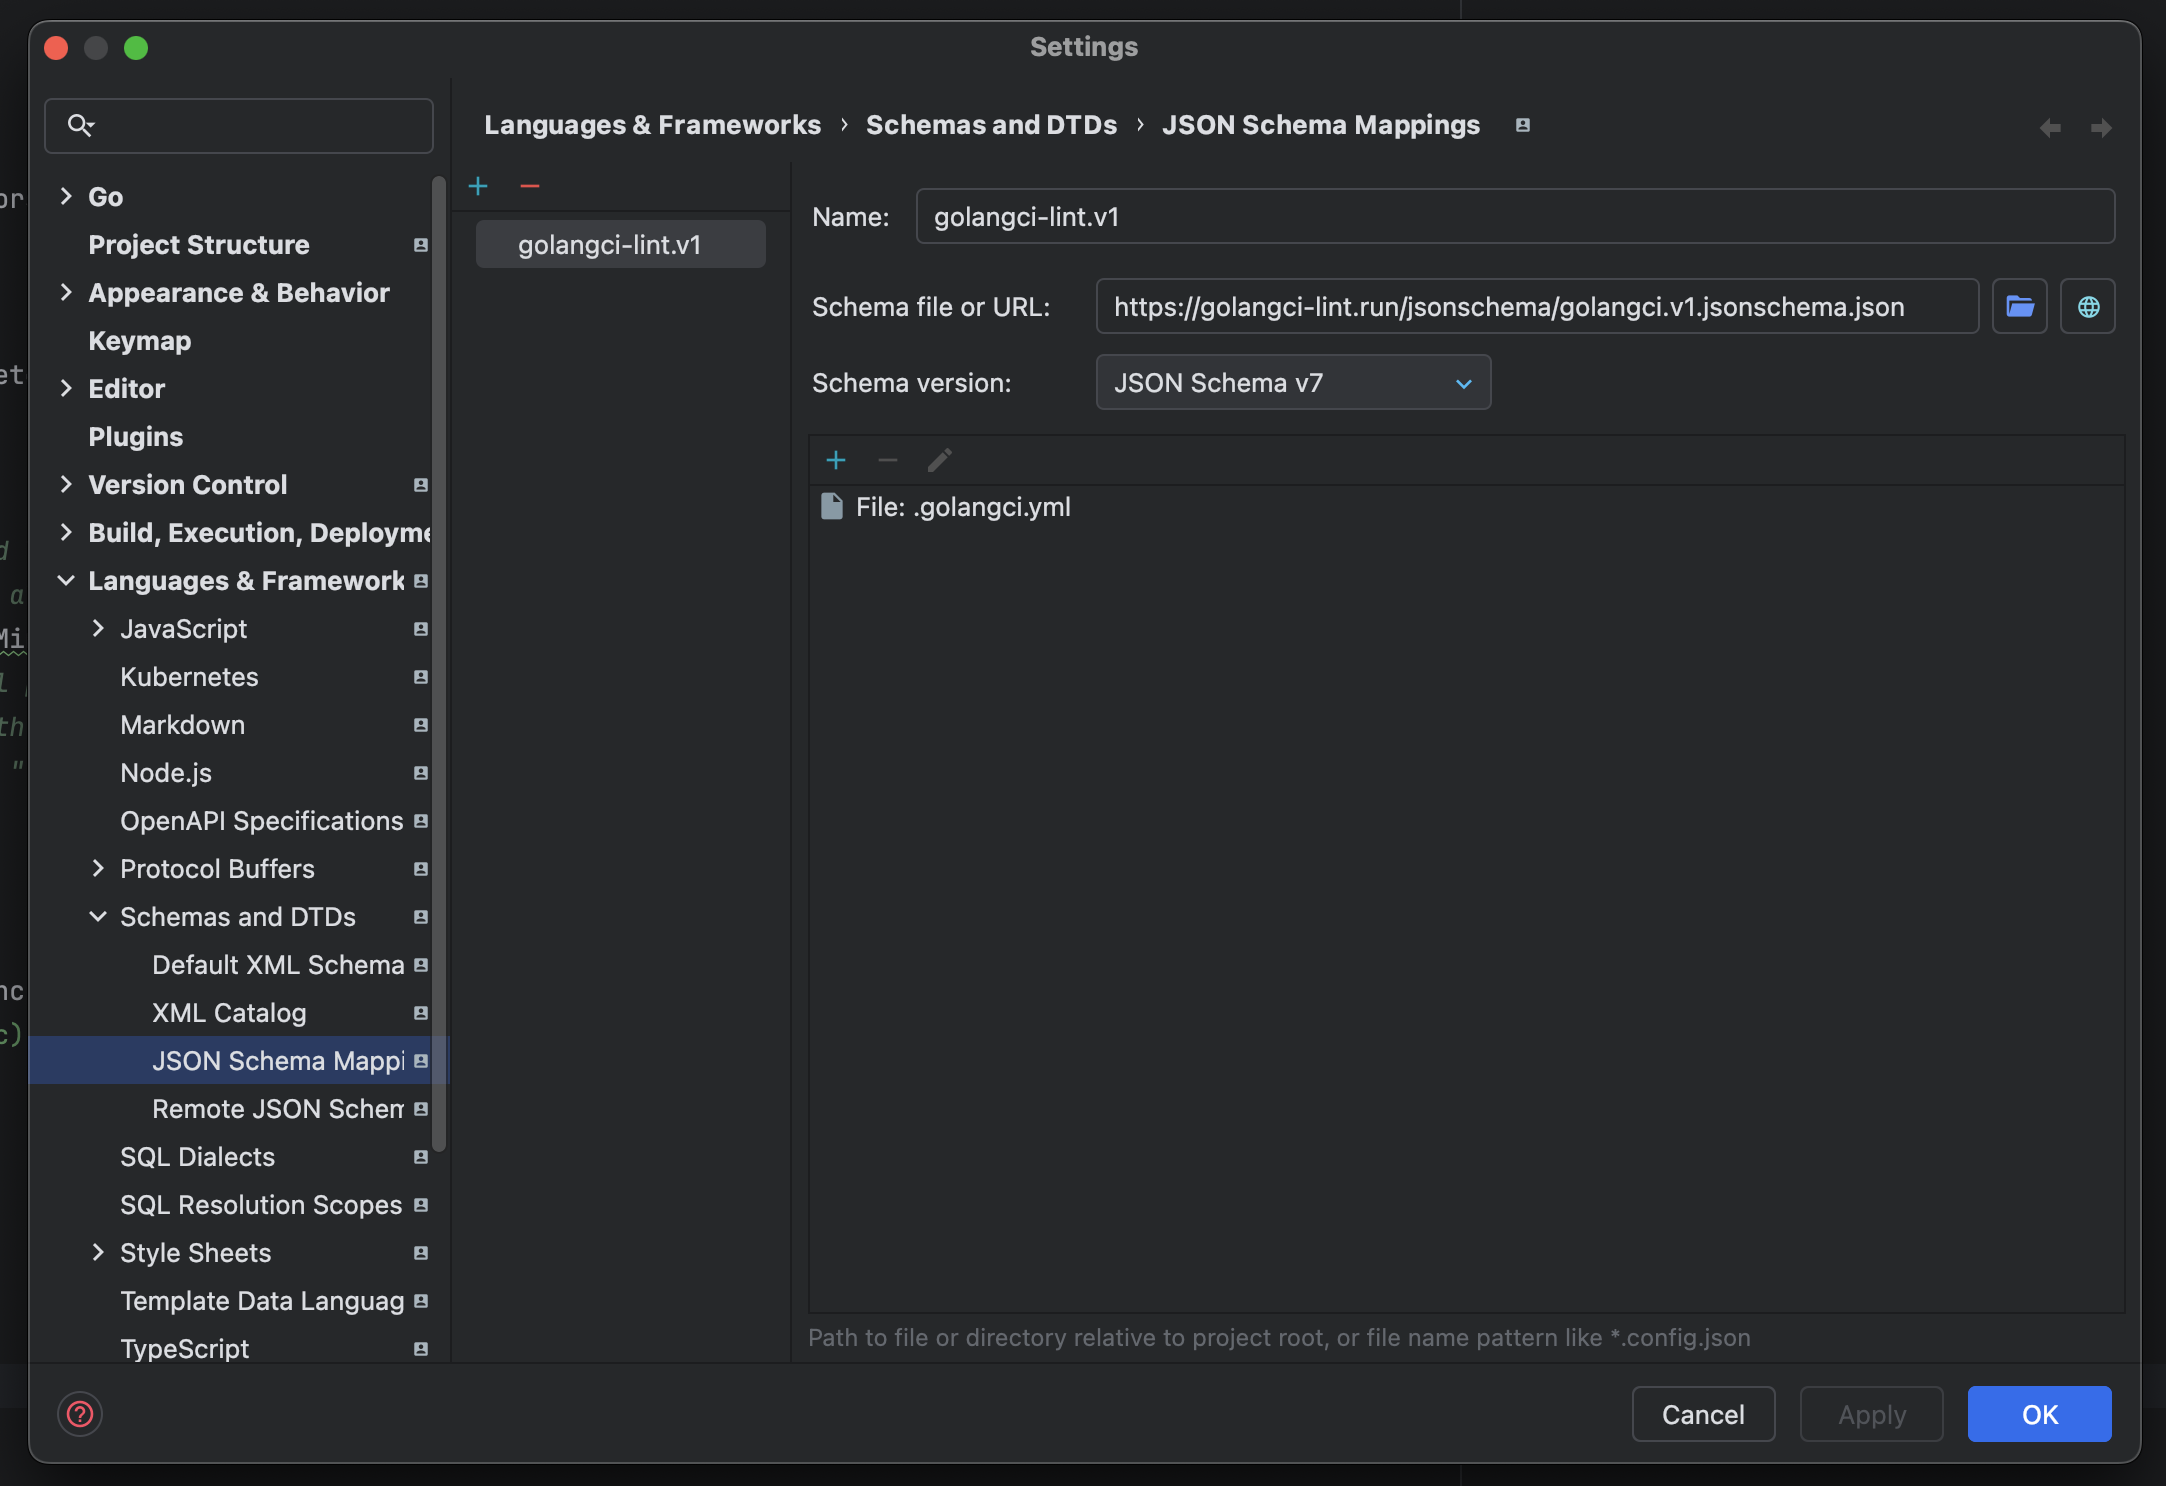 Settings
Languages & Frameworks › Schemas and DTDs › JSON Schema Mappings
Go
Project Structure
Appearance & Behavior
Keymap
Editor
Plugins
Version Control
Build, Execution, Deployme
Languages & Framework
JavaScript
Kubernetes
Markdown
Node.js
OpenAPI Specifications
Protocol Buffers
Schemas and DTDs
Default XML Schema
XML Catalog
JSON Schema Mappi
Remote JSON Schem
SQL Dialects
SQL Resolution Scopes
Style Sheets
Template Data Languag
TypeScript
golangci-lint.v1
Name: golangci-lint.v1
Schema file or URL: https://golangci-lint.run/jsonschema/golangci.v1.jsonschema.json
Schema version: JSON Schema v7
File: .golangci.yml
Path to file or directory relative to project root, or file name pattern like *.config.json
?
Cancel
Apply
OK